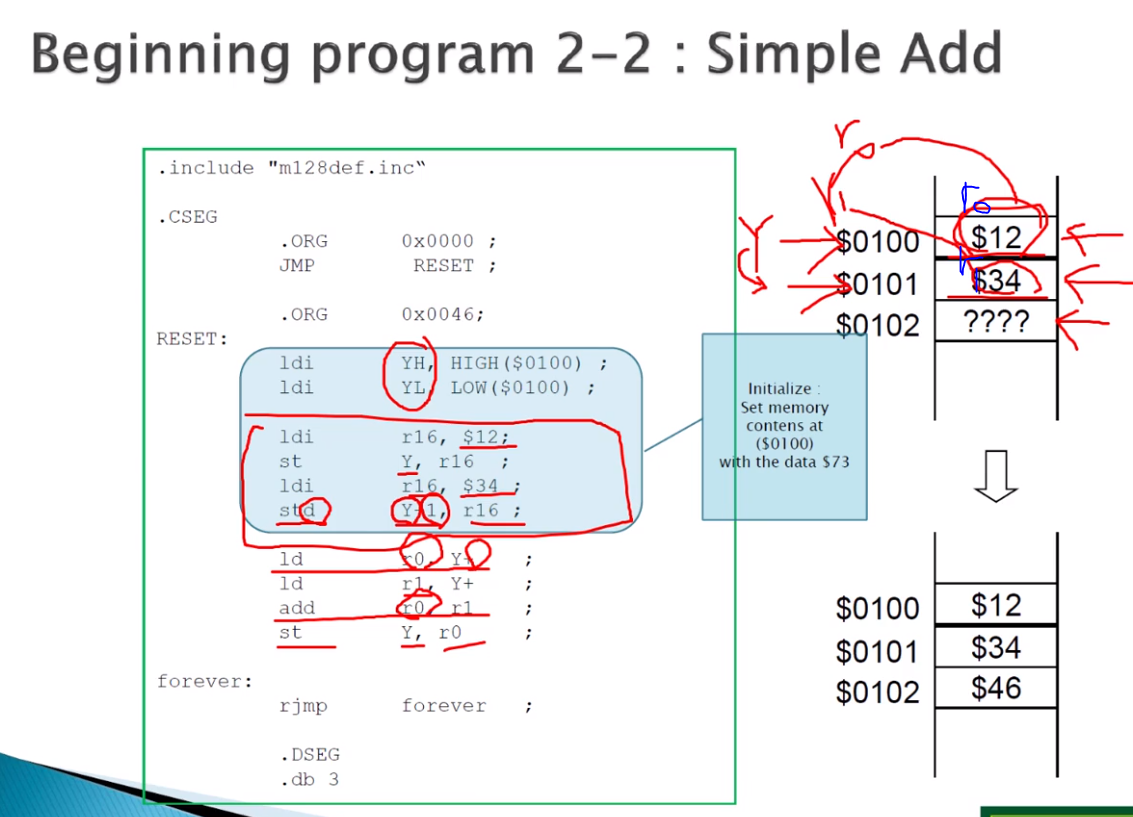 Beginning program 2-2 : Simple Add
.include "m128def.inc“
.CSEG
.ORG 0x0000 ;
JMP RESET ;
.ORG 0x0046;
RESET:
ldi YH, HIGH($0100) ;
ldi YL, LOW($0100) ;
ldi r16, $12;
st Y, r16 ;
ldi r16, $34 ;
std Y+1, r16 ;
ld r0, Y+ ;
ld r1, Y+ ;
add r0, r1 ;
st Y, r0 ;
forever:
rjmp forever ;
.DSEG
.db 3
Initialize :
Set memory
contens at
($0100)
with the data $73
r0
r1
Y
r0
$0100 $12
$0101 $34
$0102 ????
$0100 $12
$0101 $34
$0102 $46